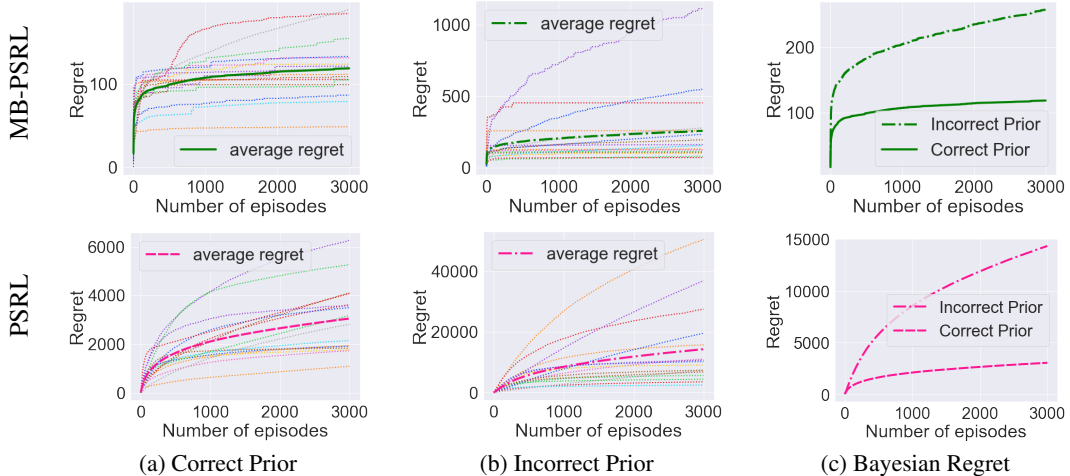 MB-PSRL
Regret
100
0
average regret
0 1000 2000 3000
Number of episodes
Regret
1000
500
0
average regret
0 1000 2000 3000
Number of episodes
Regret
200
100
Incorrect Prior
Correct Prior
0 1000 2000 3000
Number of episodes
PSRL
Regret
6000
4000
2000
0
average regret
0 1000 2000 3000
Number of episodes
(a) Correct Prior
Regret
40000
20000
0
average regret
0 1000 2000 3000
Number of episodes
(b) Incorrect Prior
Regret
15000
10000
5000
0
Incorrect Prior
Correct Prior
0 1000 2000 3000
Number of episodes
(c) Bayesian Regret